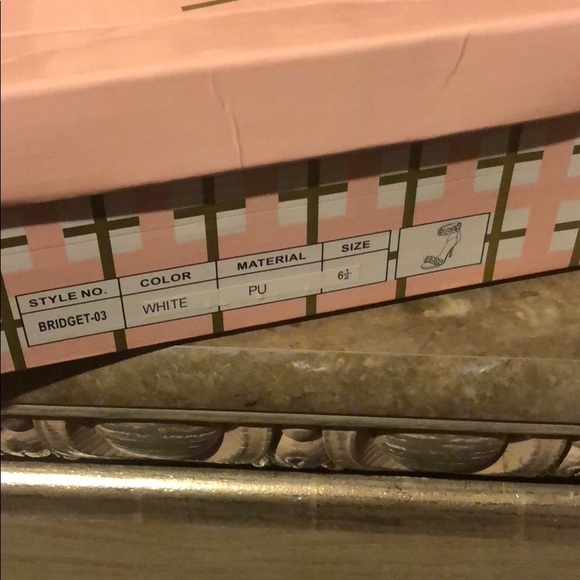 STYLE NO. COLOR MATERIAL SIZE
BRIDGET-03 WHITE PU 6½